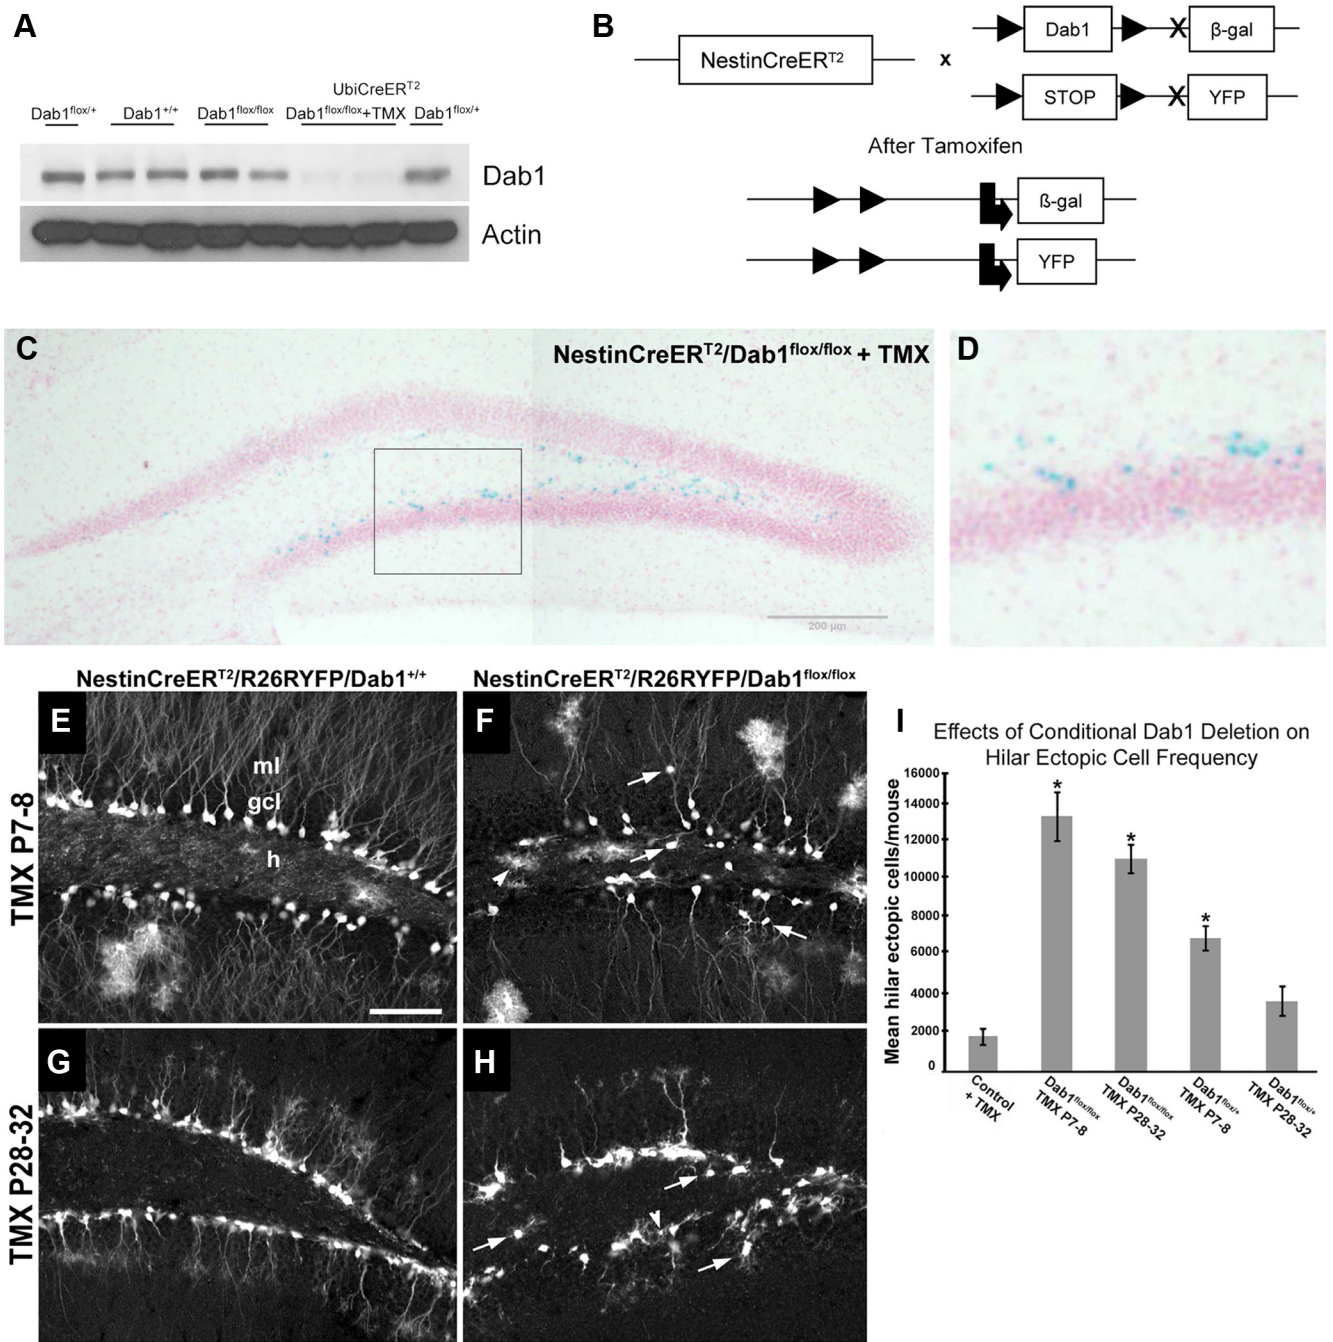 A
UbiCreERT2
Dab1flox/+ Dab1+/+ Dab1flox/flox Dab1flox/flox+TMX Dab1flox/+
Dab1
Actin
B
NestinCreERT2
x
Dab1 X β-gal
STOP X YFP
After Tamoxifen
ß-gal
YFP
C
NestinCreERT2/Dab1flox/flox + TMX
200 µm
D
NestinCreERT2/R26RYFP/Dab1+/+
NestinCreERT2/R26RYFP/Dab1flox/flox
TMX P7-8
E
ml
gcl
h
F
TMX P28-32
G
H
I
Effects of Conditional Dab1 Deletion on
Hilar Ectopic Cell Frequency
Mean hilar ectopic cells/mouse
16000
14000
12000
10000
8000
6000
4000
2000
0
*
*
*
Control
+ TMX
Dab1flox/flox
TMX P7-8
Dab1flox/flox
TMX P28-32
Dab1flox/+
TMX P7-8
Dab1flox/+
TMX P28-32